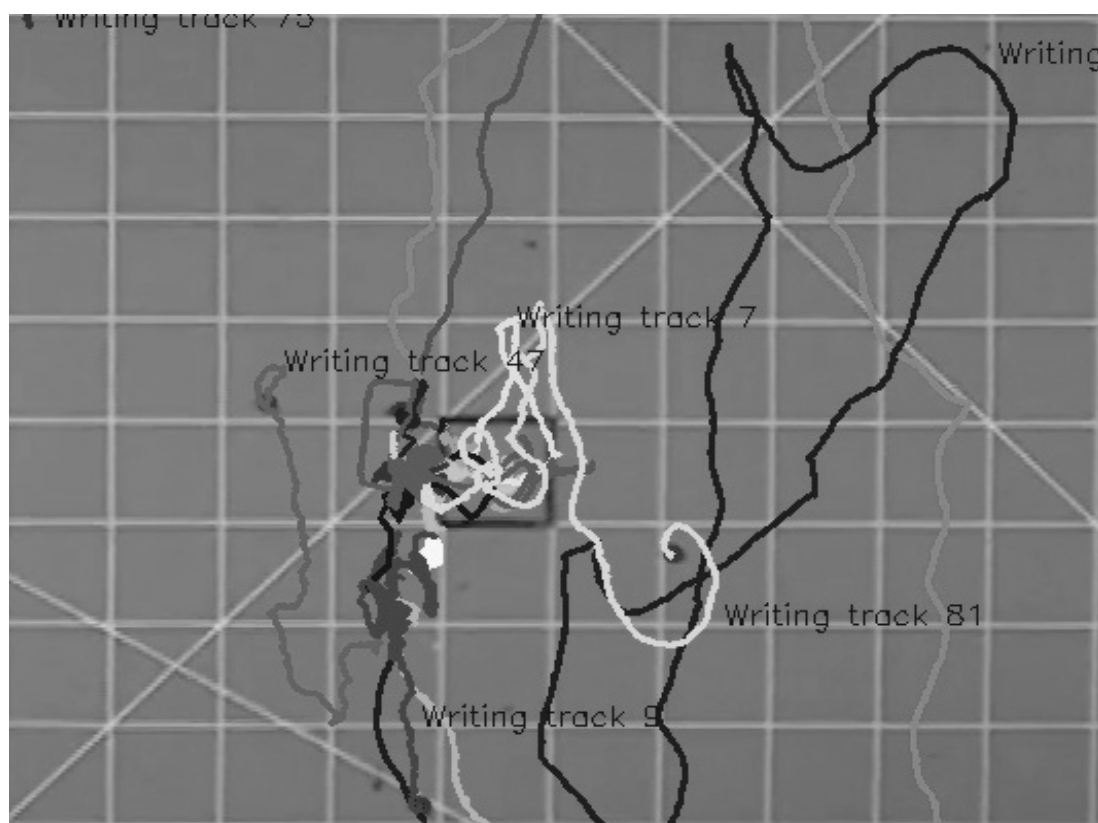 Writing track 75
Writing
Writing track 7
Writing track 47
Writing track 81
Writing track 9